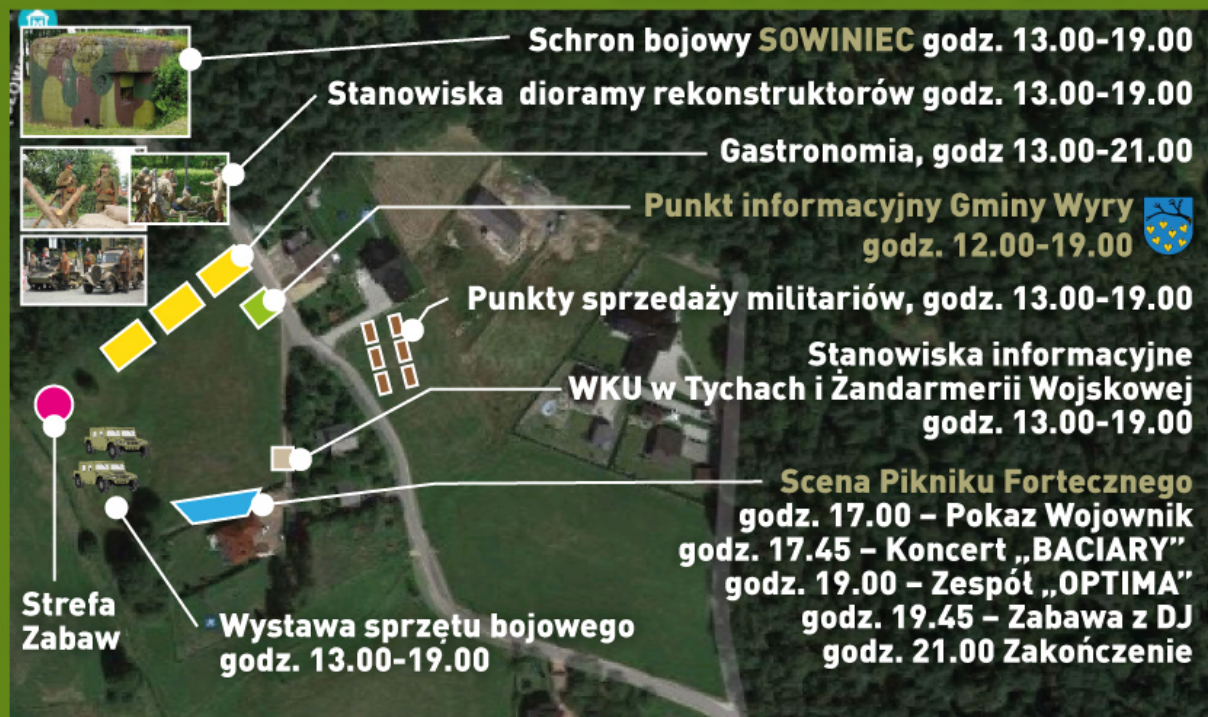 Schron bojowy SOWINIEC godz. 13.00-19.00
Stanowiska dioramy rekonstruktorów godz. 13.00-19.00
Gastronomia, godz 13.00-21.00
Punkt informacyjny Gminy Wyry
godz. 12.00-19.00
Punkty sprzedaży militariów, godz. 13.00-19.00
Stanowiska informacyjne
WKU w Tychach i Żandarmerii Wojskowej
godz. 13.00-19.00
Scena Pikniku Fortecznego
godz. 17.00 – Pokaz Wojownik
godz. 17.45 – Koncert „BACIARY”
godz. 19.00 – Zespół „OPTIMA”
godz. 19.45 – Zabawa z DJ
godz. 21.00 Zakończenie
Strefa
Zabaw
Wystawa sprzętu bojowego
godz. 13.00-19.00